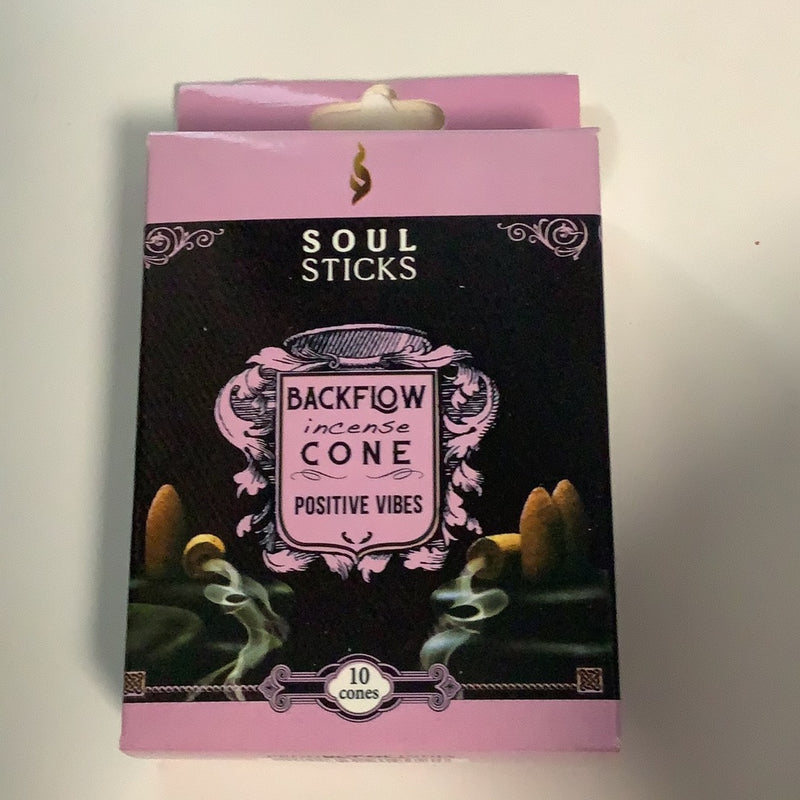 SOUL
STICKS
BACKFLOW
incense
CONE
POSITIVE VIBES
10
cones